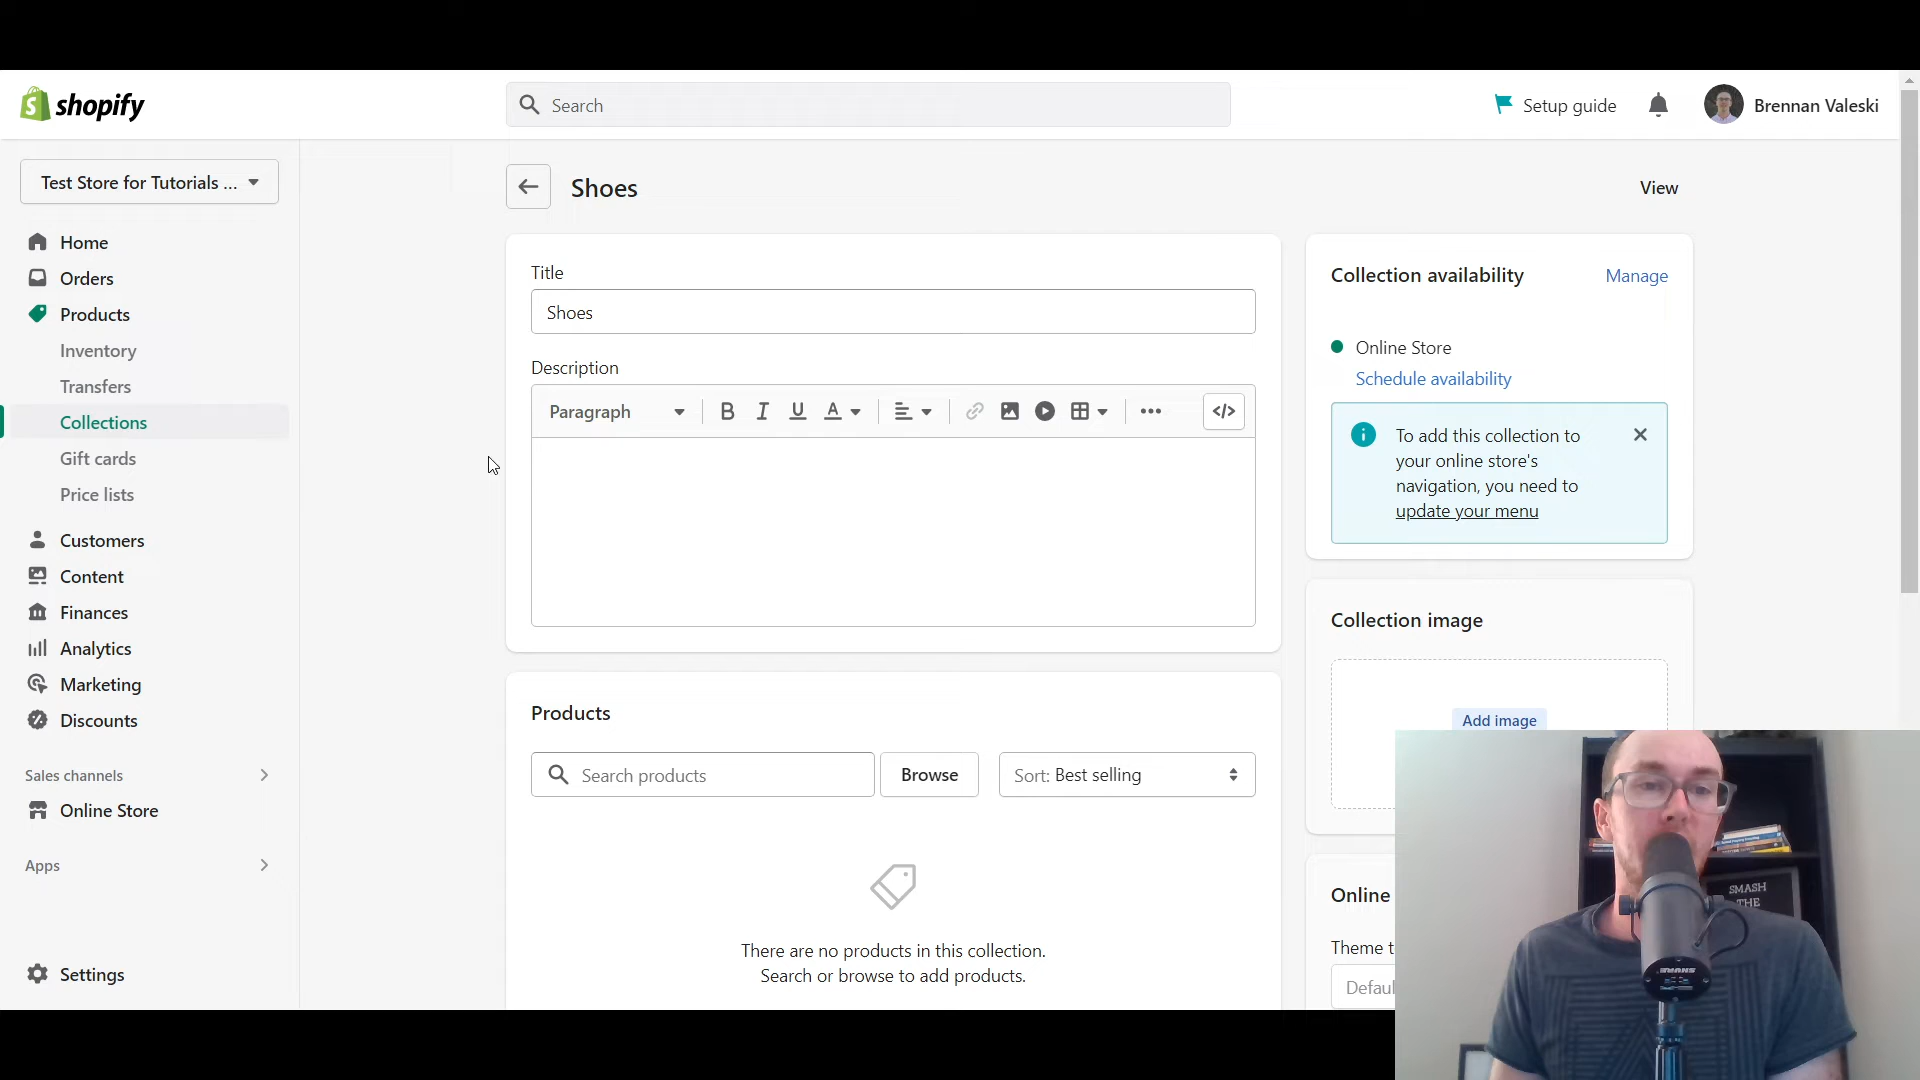 shopify
Search
Setup guide
Brennan Valeski
Test Store for Tutorials ...
Home
Orders
Products
Inventory
Transfers
Collections
Gift cards
Price lists
Customers
Content
Finances
Analytics
Marketing
Discounts
Sales channels
Online Store
Apps
Settings
Shoes
View
Title
Shoes
Description
Paragraph
B I U A
Products
Search products
Browse
Sort: Best selling
There are no products in this collection.
Search or browse to add products.
Collection availability
Manage
Online Store
Schedule availability
To add this collection to
your online store's
navigation, you need to
update your menu
Collection image
Add image
Online
Theme t
Defaul
SMASH
THE
SHURE